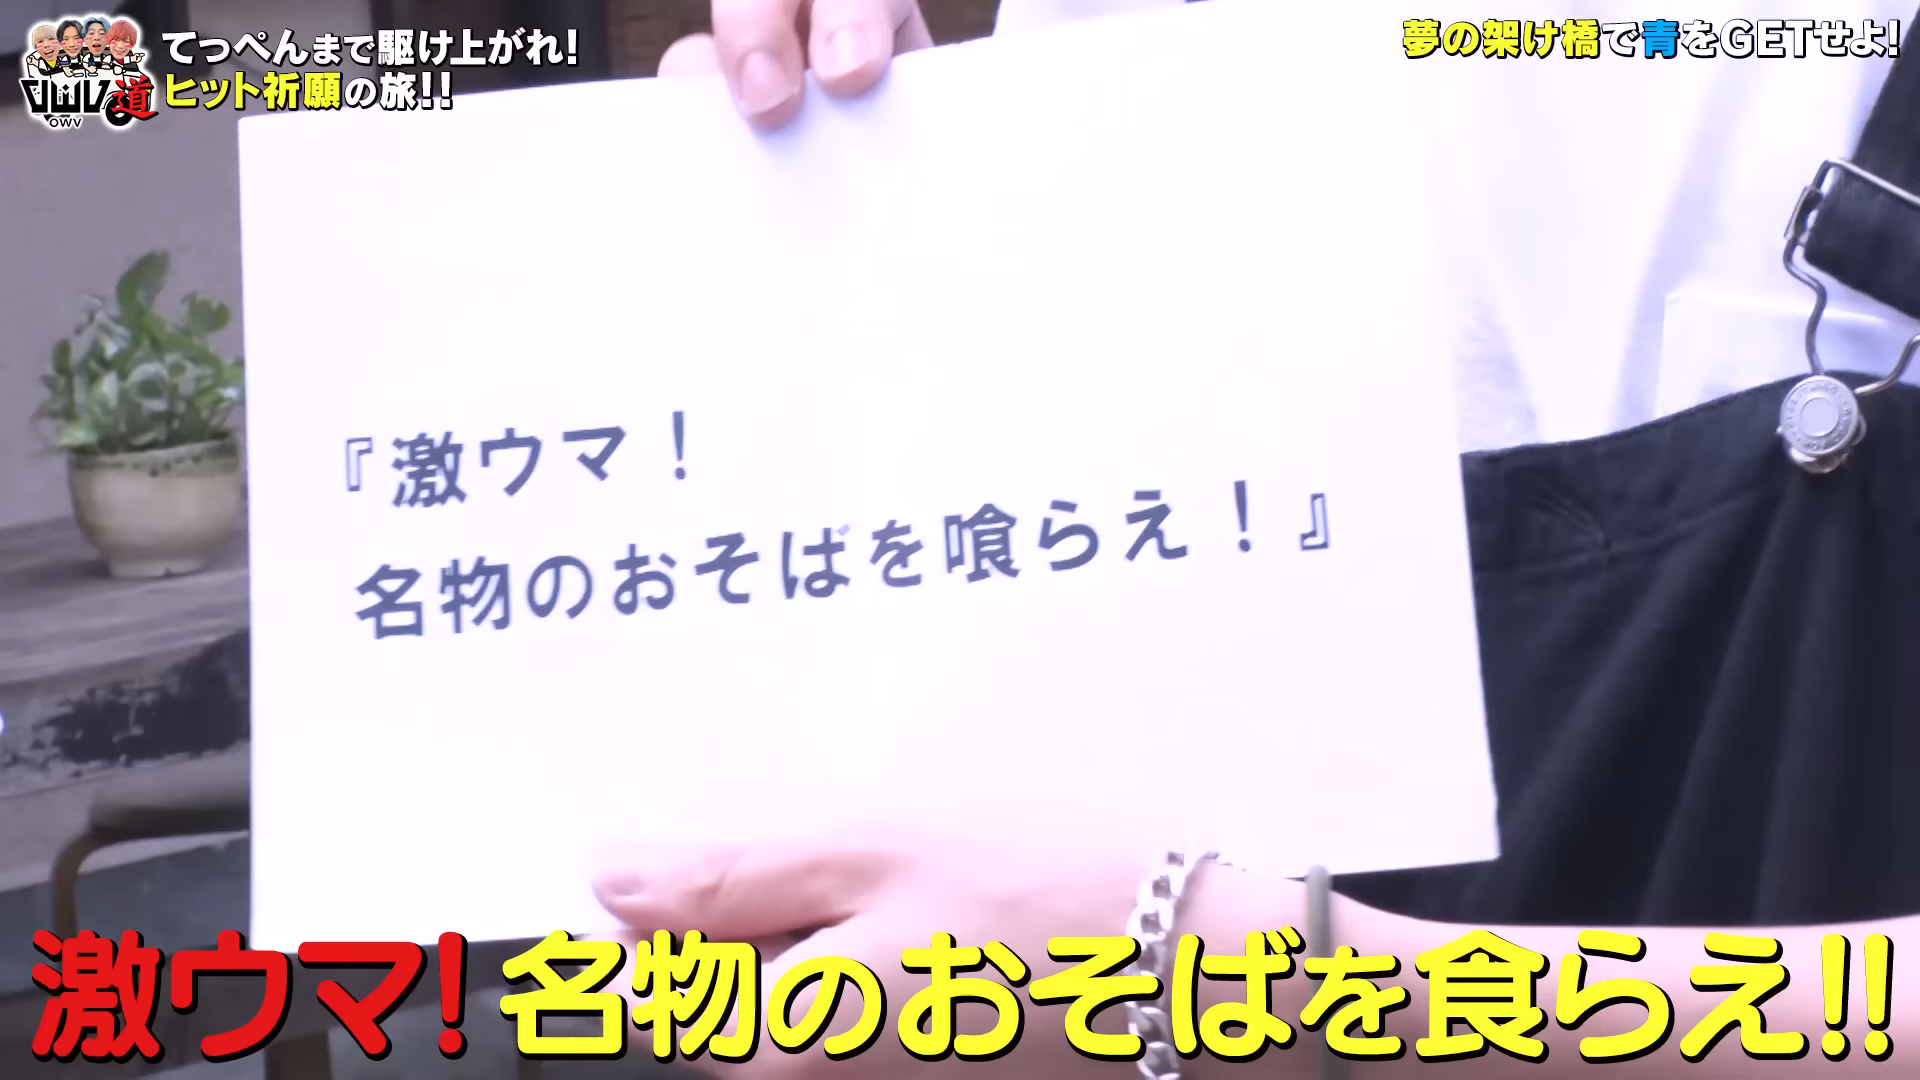 てっぺんまで駆け上がれ!
ヒット祈願の旅!!
OWV道
OWV
夢の架け橋で青をGETせよ!
『激ウマ！
名物のおそばを喰らえ！』
激ウマ!名物のおそばを食らえ!!